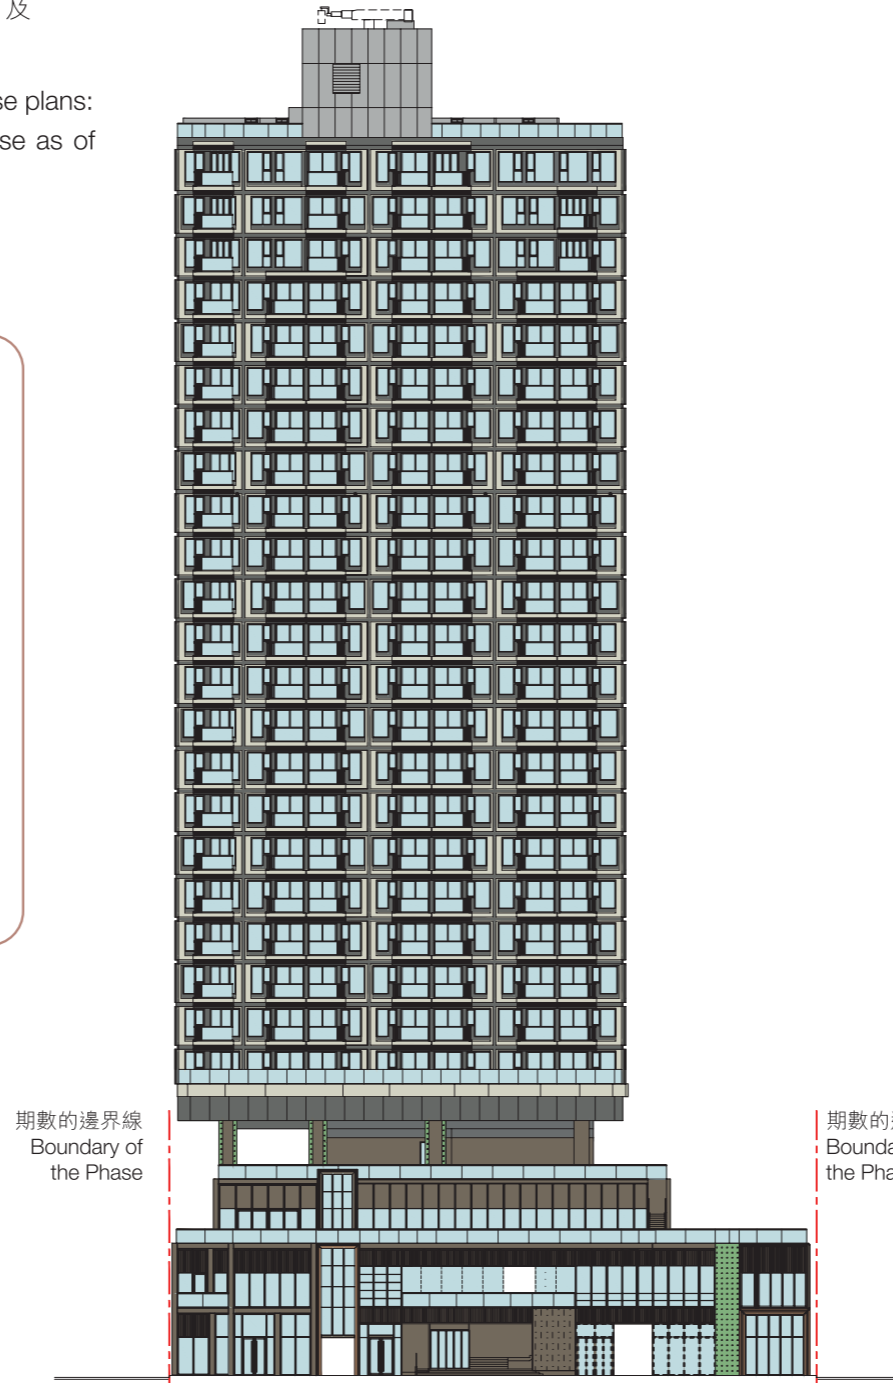 及
se plans:
se as of
期數的邊界線
Boundary of
the Phase
期數的
Bounda
the Pha